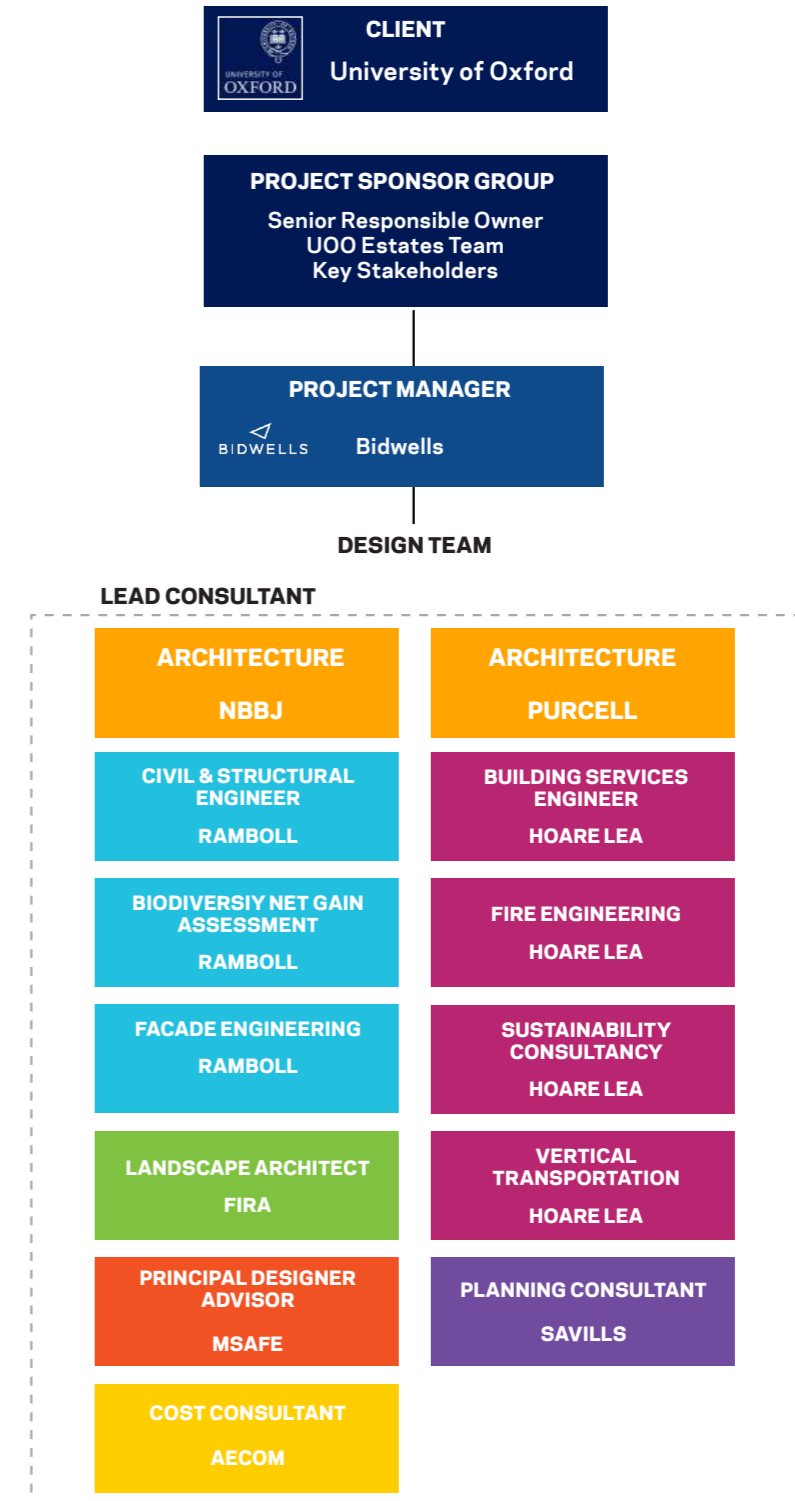 CLIENT
UNIVERSITY OF
OXFORD
University of Oxford
PROJECT SPONSOR GROUP
Senior Responsible Owner
UOO Estates Team
Key Stakeholders
PROJECT MANAGER
BIDWELLS
Bidwells
DESIGN TEAM
LEAD CONSULTANT
ARCHITECTURE
NBBJ
ARCHITECTURE
PURCELL
CIVIL & STRUCTURAL
ENGINEER
RAMBOLL
BUILDING SERVICES
ENGINEER
HOARE LEA
BIODIVERSIY NET GAIN
ASSESSMENT
RAMBOLL
FIRE ENGINEERING
HOARE LEA
FACADE ENGINEERING
RAMBOLL
SUSTAINABILITY
CONSULTANCY
HOARE LEA
LANDSCAPE ARCHITECT
FIRA
VERTICAL
TRANSPORTATION
HOARE LEA
PRINCIPAL DESIGNER
ADVISOR
MSAFE
PLANNING CONSULTANT
SAVILLS
COST CONSULTANT
AECOM